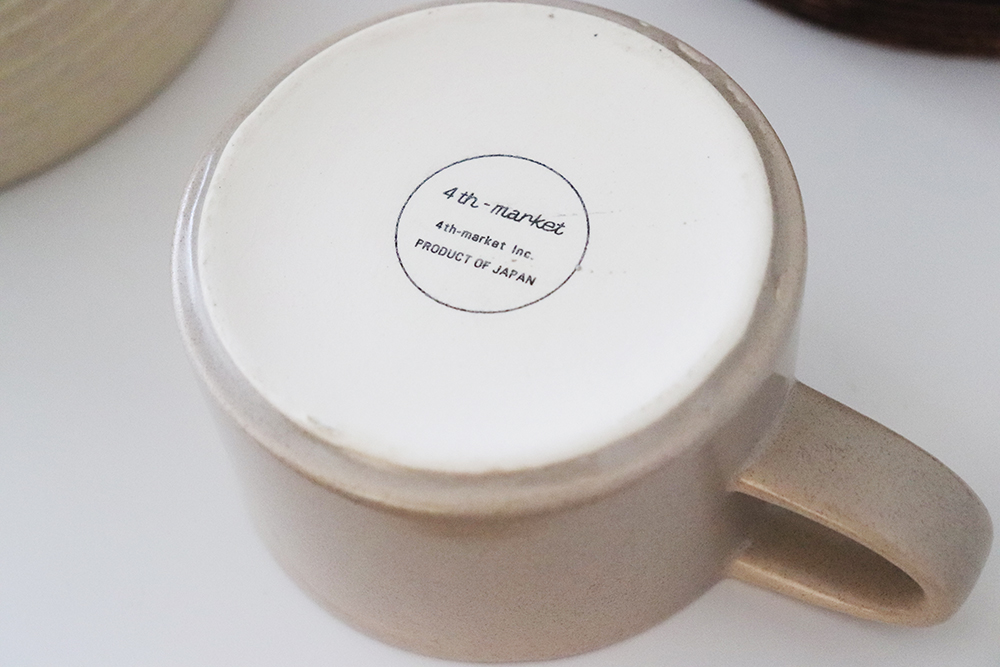 4th-market
4th-market Inc.
PRODUCT OF JAPAN